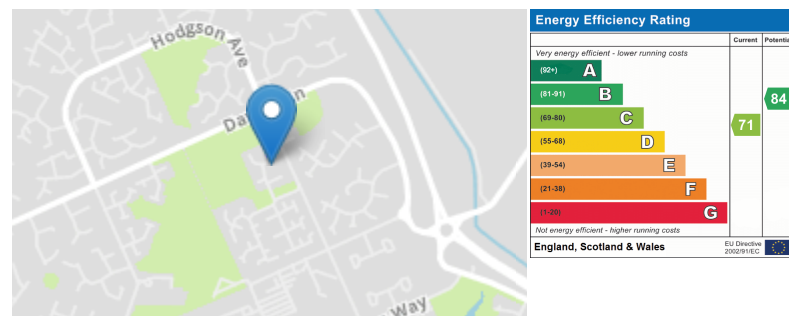 Hodgson Ave
Way
Energy Efficiency Rating
Current
Very energy efficient - lower running costs
(92+) A
(81-91) B
84
(69-80) C
71
(55-68) D
(39-54) E
(21-38) F
(1-20) G
Not energy efficient - higher running costs
England, Scotland & Wales
EU Directive
2002/91/EC